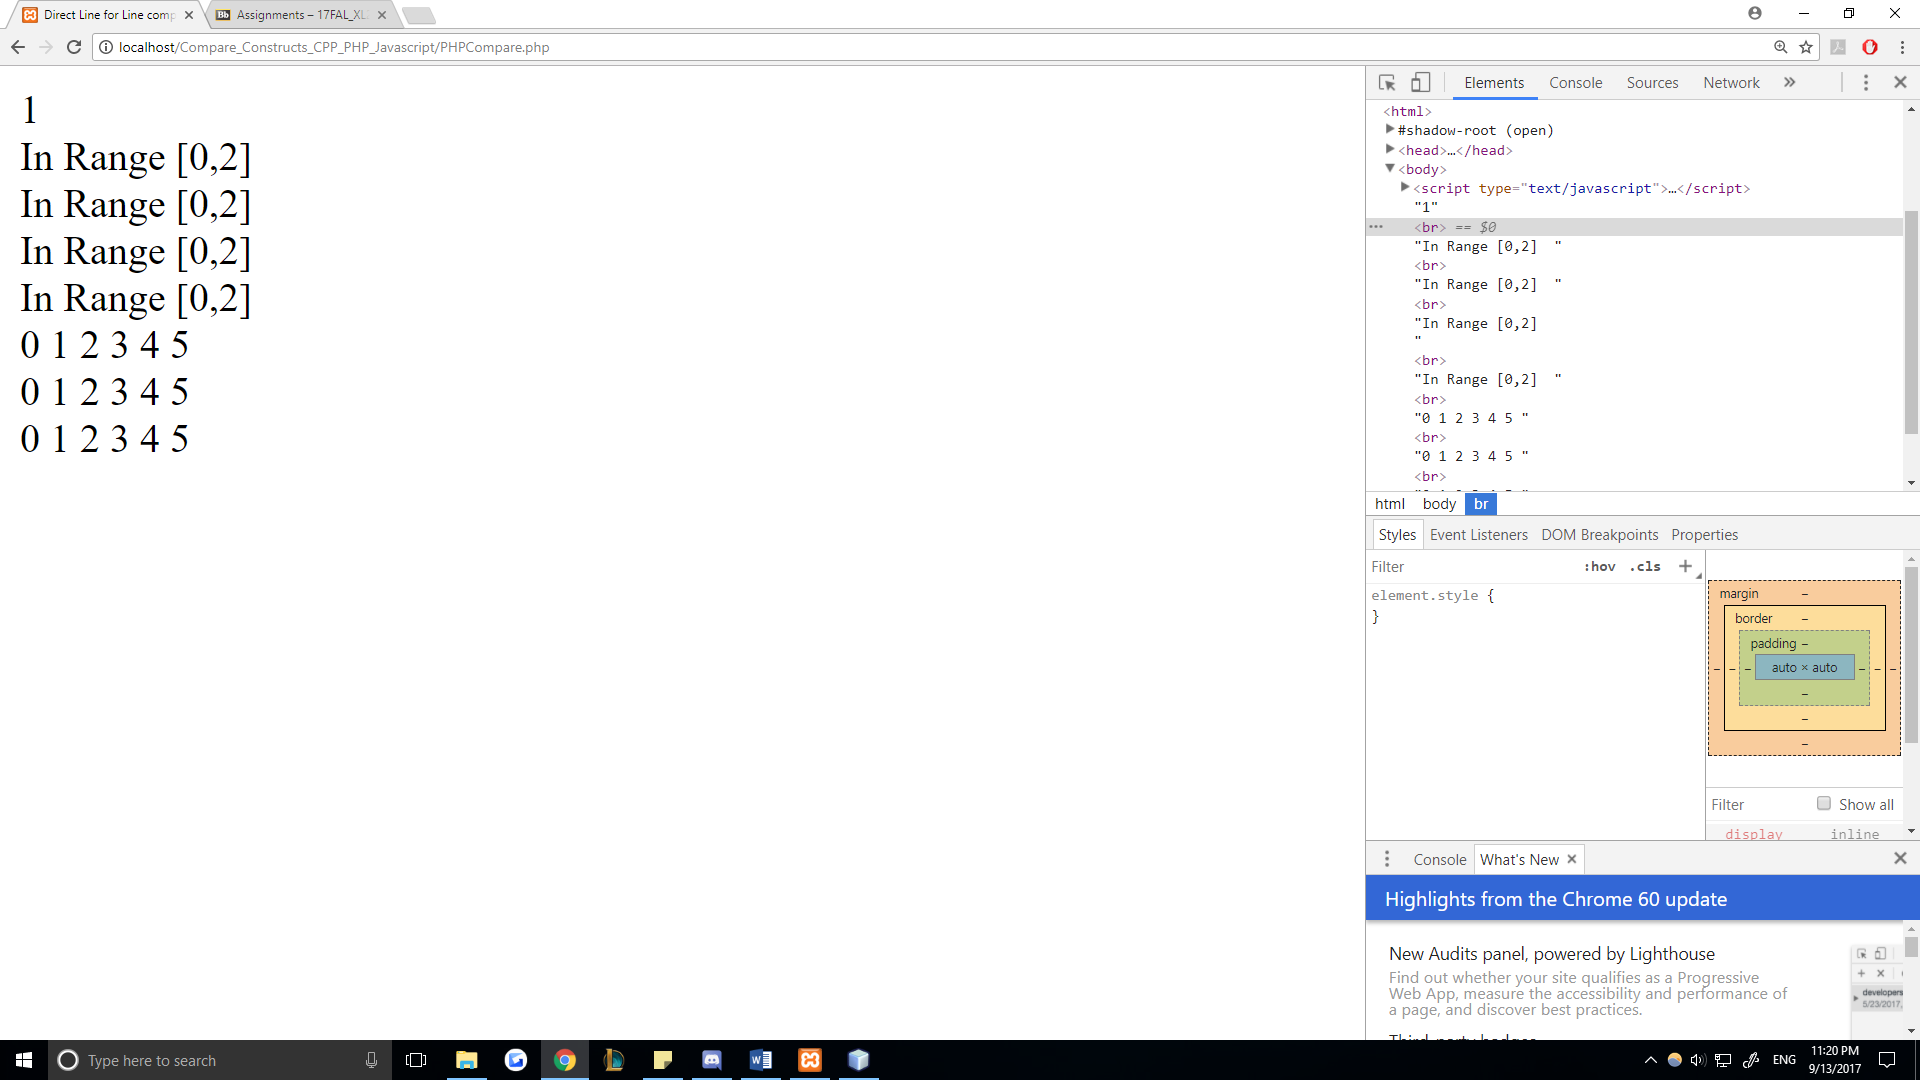 Direct Line for Line comp
Assignments – 17FAL_XL
localhost/Compare_Constructs_CPP_PHP_Javascript/PHPCompare.php
1
In Range [0,2]
In Range [0,2]
In Range [0,2]
In Range [0,2]
0 1 2 3 4 5
0 1 2 3 4 5
0 1 2 3 4 5
Elements Console Sources Network »
<html>
#shadow-root (open)
<head>…</head>
<body>
<script type="text/javascript">…</script>
"1"
<br> == $0
"In Range [0,2]  "
<br>
"In Range [0,2]  "
<br>
"In Range [0,2]
"
<br>
"In Range [0,2]  "
<br>
"0 1 2 3 4 5 "
<br>
"0 1 2 3 4 5 "
<br>
html body br
Styles Event Listeners DOM Breakpoints Properties
Filter :hov .cls +
element.style {
}
margin –
border –
padding –
– – – auto × auto – – –
–
–
–
Filter Show all
display inline
Console What's New
Highlights from the Chrome 60 update
New Audits panel, powered by Lighthouse
Find out whether your site qualifies as a Progressive
Web App, measure the accessibility and performance of
a page, and discover best practices.
developers
5/23/2017,
Type here to search
ENG
11:20 PM
9/13/2017